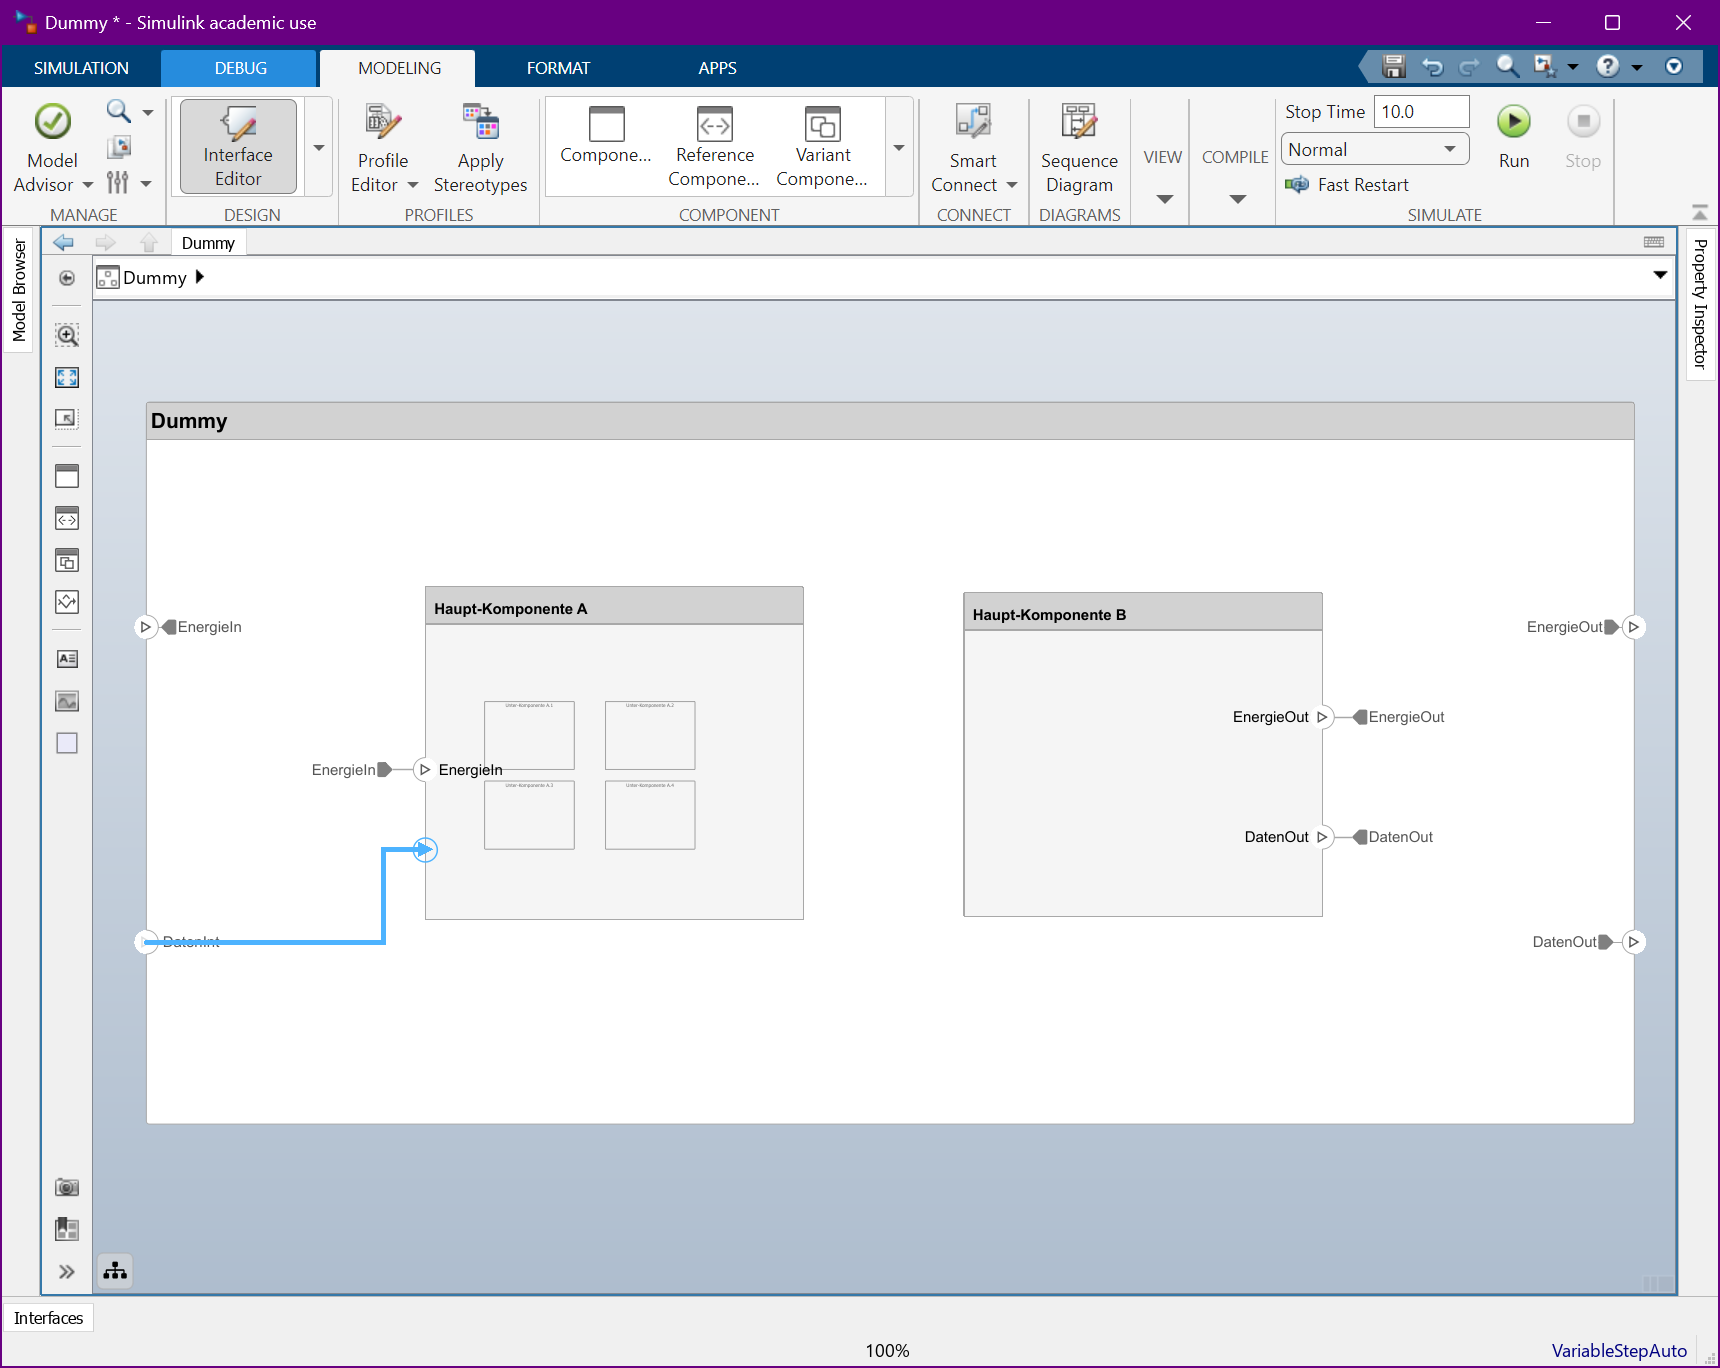 Dummy * - Simulink academic use
SIMULATION DEBUG MODELING FORMAT APPS
Model Advisor
Interface Editor
Profile Editor
Apply Stereotypes
Compone...
Reference Compone...
Variant Compone...
Smart Connect
Sequence Diagram
VIEW
COMPILE
Stop Time 10.0
Normal
Fast Restart
Run
Stop
MANAGE DESIGN PROFILES COMPONENT CONNECT DIAGRAMS SIMULATE
Model Browser
Property Inspector
Dummy
Dummy
Dummy
Haupt-Komponente A
Haupt-Komponente B
EnergieIn
EnergieOut
Unter-Komponente A.1
Unter-Komponente A.2
EnergieOut
EnergieOut
EnergieIn
EnergieIn
Unter-Komponente A.3
Unter-Komponente A.4
DatenOut
DatenOut
DatenInt
DatenOut
Interfaces
100%
VariableStepAuto